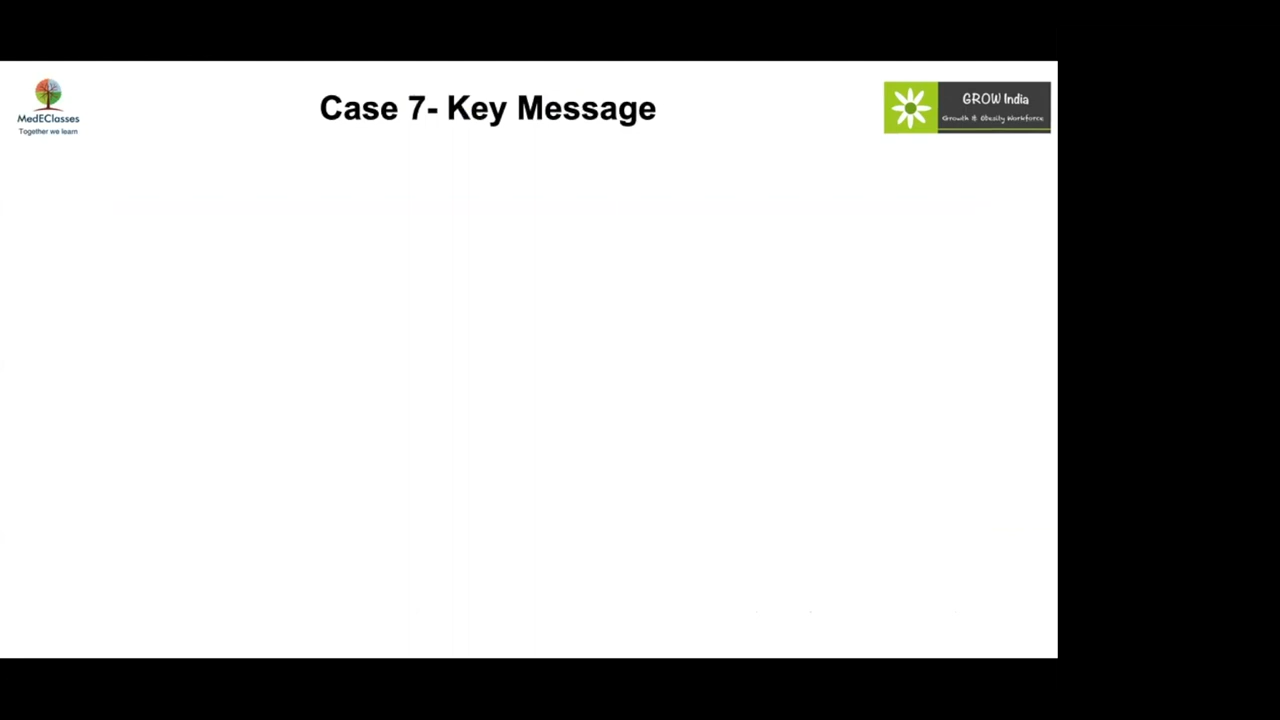 Case 7- Key Message
MedEClasses
Together we learn
GROW India
Growth & Obesity Workforce